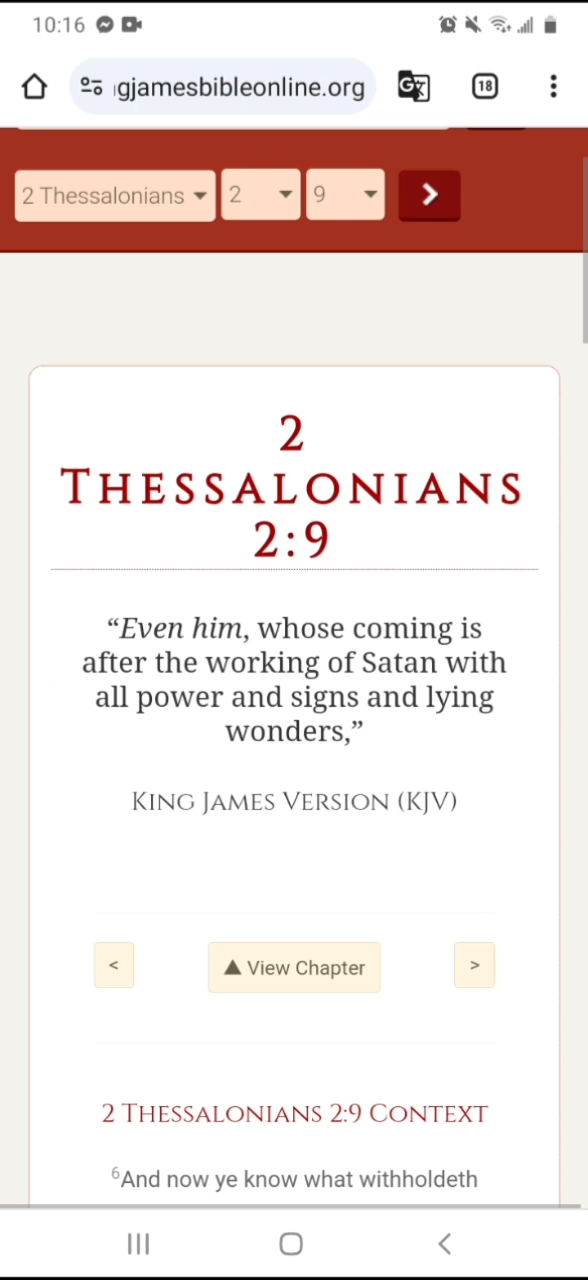 10:16
gjamesbibleonline.org
18
2 Thessalonians
2
9
2
THESSALONIANS
2:9
“Even him, whose coming is
after the working of Satan with
all power and signs and lying
wonders,”
KING JAMES VERSION (KJV)
<
▲ View Chapter
>
2 THESSALONIANS 2:9 CONTEXT
6And now ye know what withholdeth